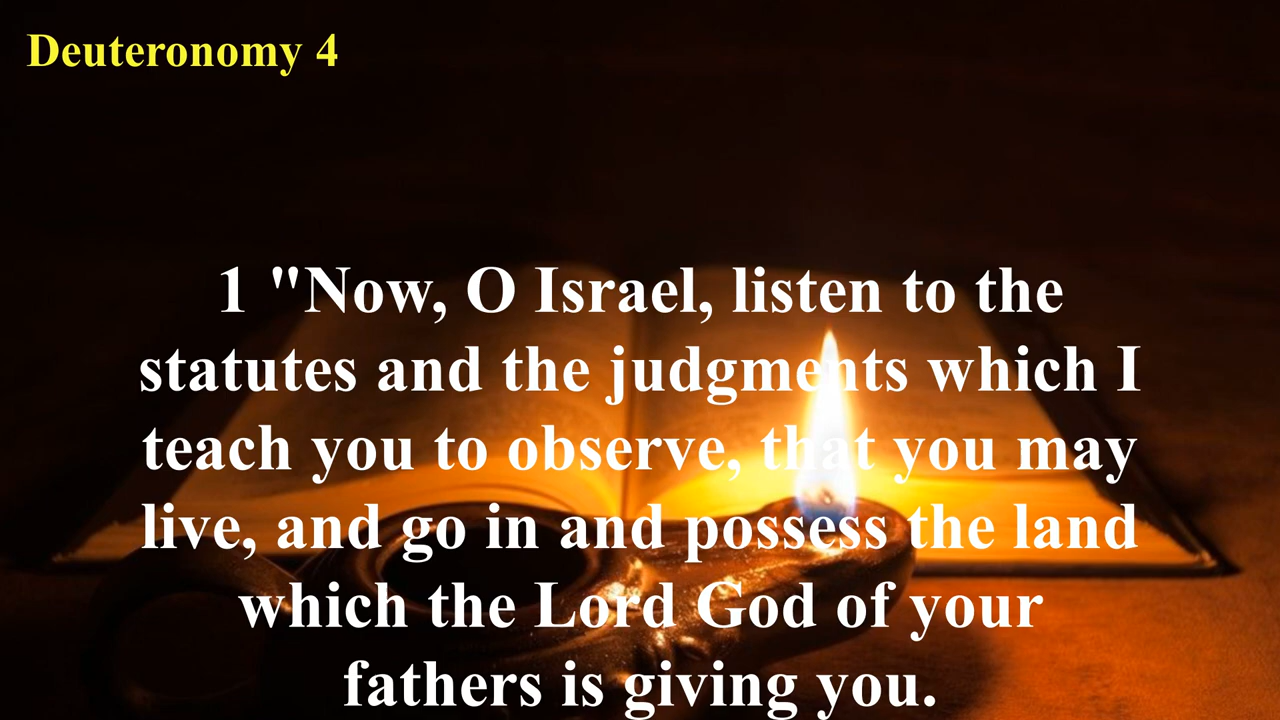 Deuteronomy 4
1 "Now, O Israel, listen to the
statutes and the judgments which I
teach you to observe, that you may
live, and go in and possess the land
which the Lord God of your
fathers is giving you.